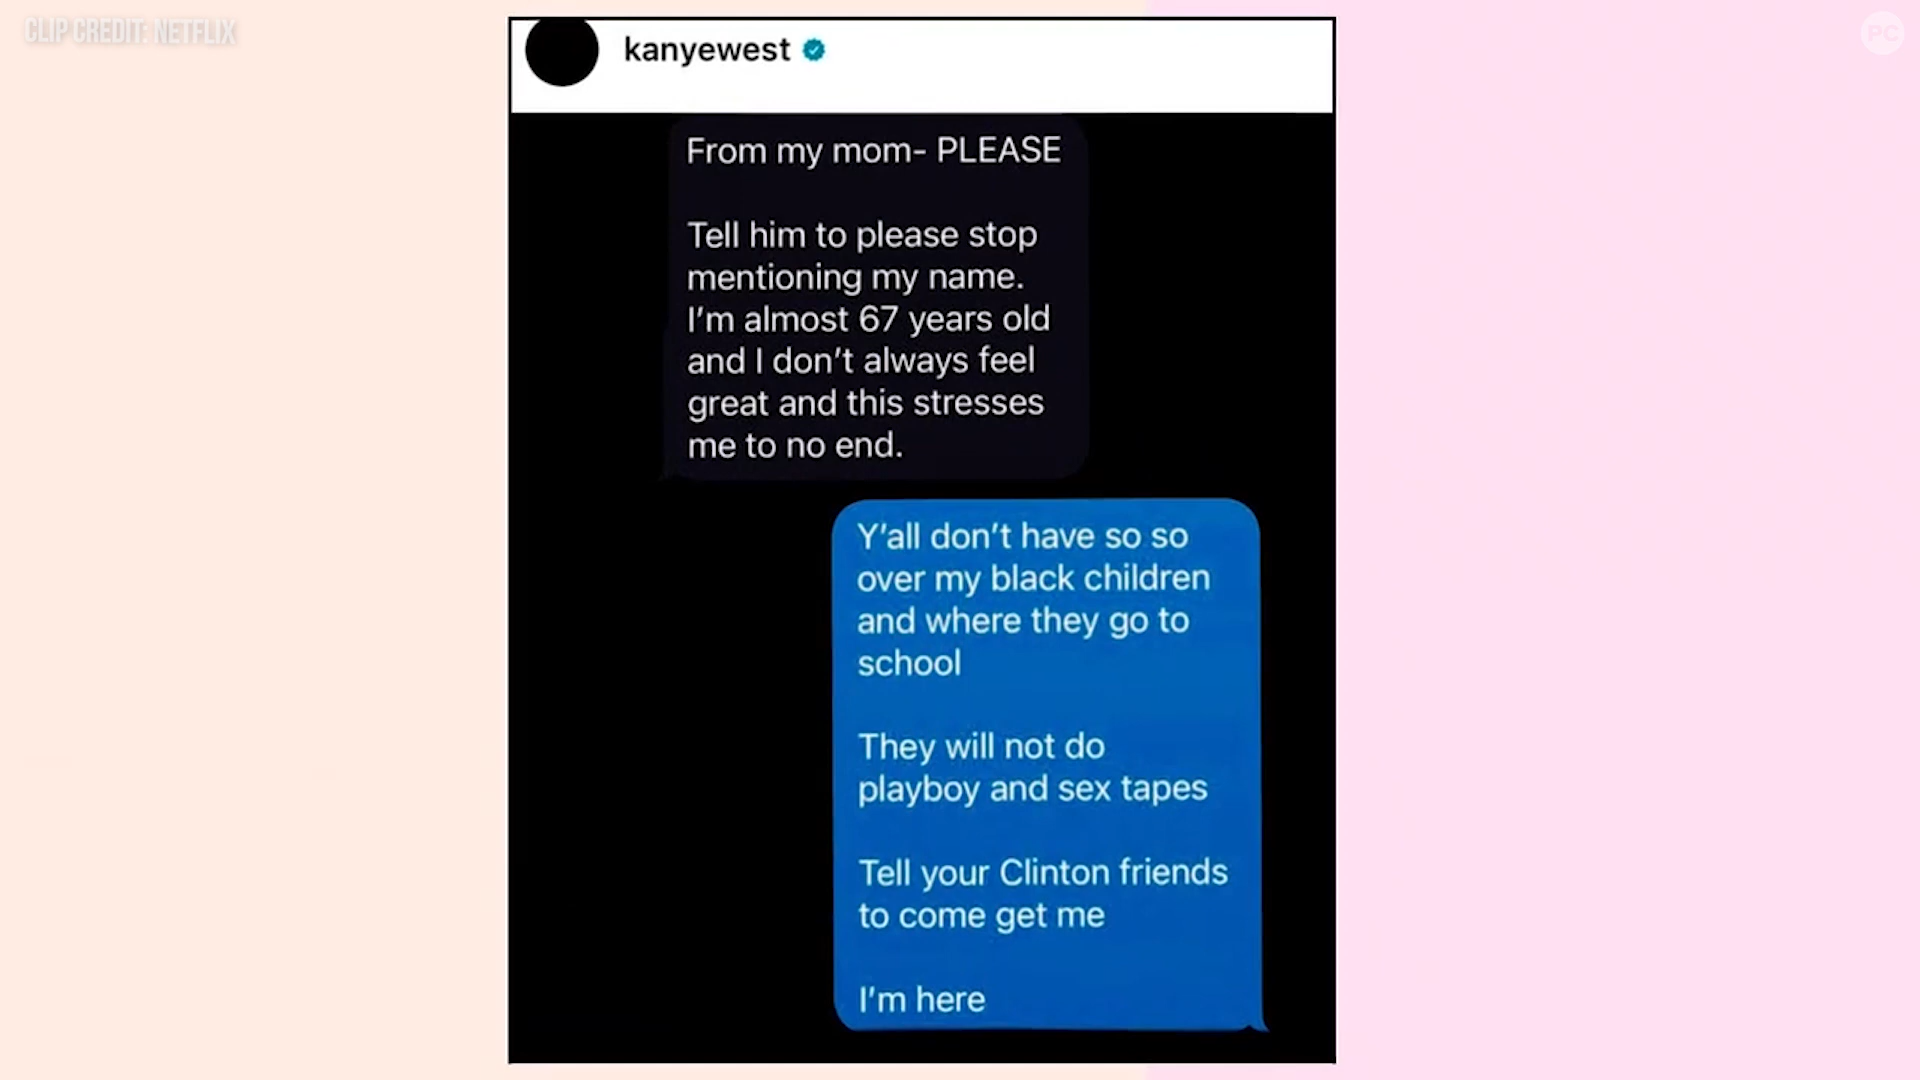 CLIP CREDIT: NETFLIX
PC
kanyewest
From my mom- PLEASE
Tell him to please stop
mentioning my name.
I'm almost 67 years old
and I don't always feel
great and this stresses
me to no end.
Y'all don't have so so
over my black children
and where they go to
school
They will not do
playboy and sex tapes
Tell your Clinton friends
to come get me
I'm here